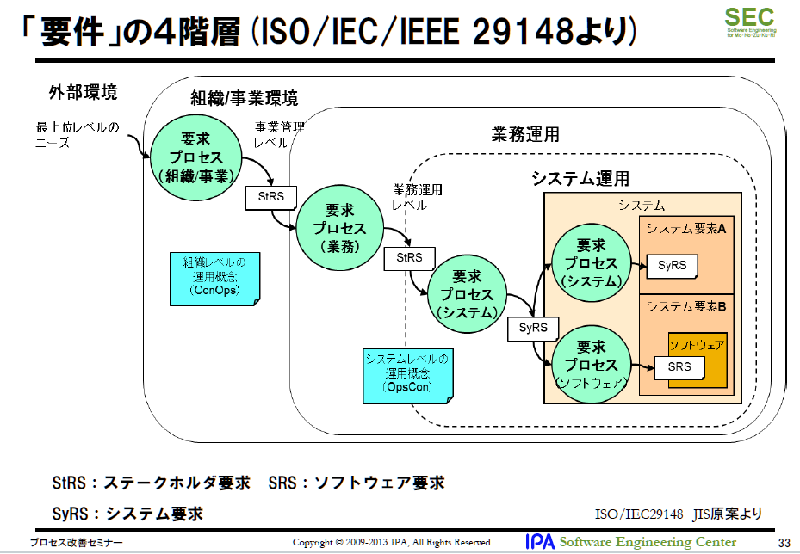 「要件」の4階層(ISO/IEC/IEEE 29148より)
SEC
Software Engineering
外部環境
組織/事業環境
最上位レベルの
ニーズ
要求
プロセス
(組織/事業)
事業管理
レベル
StRS
業務運用
要求
プロセス
(業務)
業務運用
レベル
StRS
システム運用
要求
プロセス
(システム)
SyRS
システム
要求
プロセス
(システム)
システム要素A
SyRS
要求
プロセス
(ソフトウェア)
システム要素B
ソフトウェア
SRS
組織レベルの
運用概念
(ConOps)
システムレベルの
運用概念
(OpsCon)
StRS：ステークホルダ要求 SRS：ソフトウェア要求
SyRS：システム要求
ISO/IEC29148 JIS原案より
プロセス改善セミナー
Copyright © 2009-2013 IPA, All Rights Reserved
IPA Software Engineering Center
33